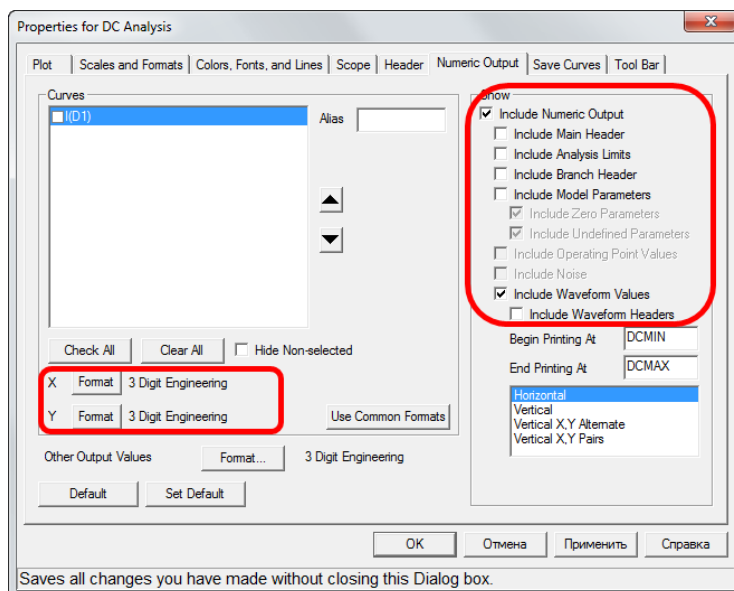 Properties for DC Analysis
Plot Scales and Formats Colors, Fonts, and Lines Scope Header Numeric Output Save Curves Tool Bar
Curves
I(D1)
Alias
Check All Clear All Hide Non-selected
X Format 3 Digit Engineering
Y Format 3 Digit Engineering Use Common Formats
Other Output Values Format... 3 Digit Engineering
Default Set Default
Show
Include Numeric Output
Include Main Header
Include Analysis Limits
Include Branch Header
Include Model Parameters
Include Zero Parameters
Include Undefined Parameters
Include Operating Point Values
Include Noise
Include Waveform Values
Include Waveform Headers
Begin Printing At DCMIN
End Printing At DCMAX
Horizontal
Vertical
Vertical X,Y Alternate
Vertical X,Y Pairs
OK Отмена Применить Справка
Saves all changes you have made without closing this Dialog box.